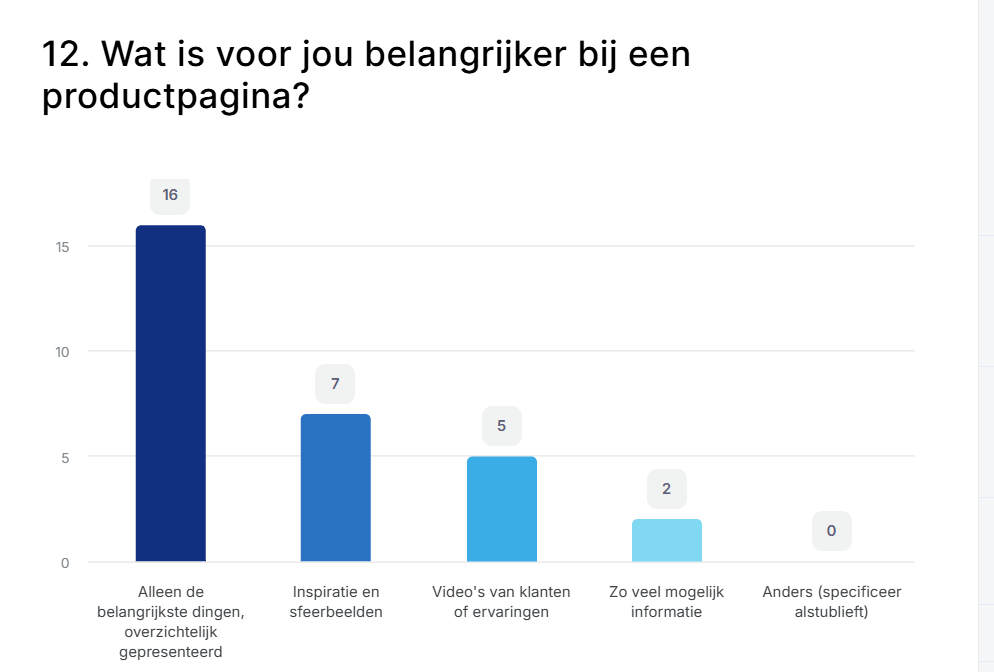 12. Wat is voor jou belangrijker bij een
productpagina?
16
15
10
7
5
5
2
0
0
Alleen de
belangrijkste dingen,
overzichtelijk
gepresenteerd
Inspiratie en
sfeerbeelden
Video's van klanten
of ervaringen
Zo veel mogelijk
informatie
Anders (specificeer
alstublieft)